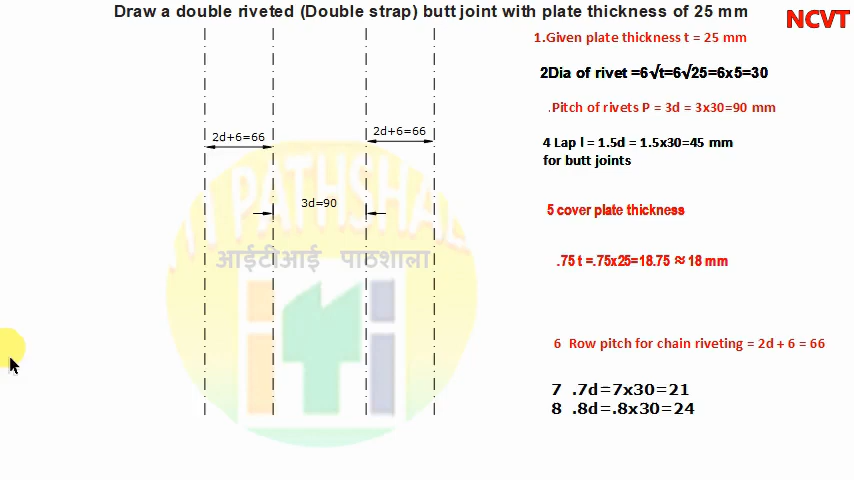 Draw a double riveted (Double strap) butt joint with plate thickness of 25 mm
NCVT
1.Given plate thickness t = 25 mm
2Dia of rivet =6√t=6√25=6x5=30
.Pitch of rivets P = 3d = 3x30=90 mm
4 Lap l = 1.5d = 1.5x30=45 mm
for butt joints
5 cover plate thickness
.75 t =.75x25=18.75 ≈ 18 mm
6 Row pitch for chain riveting = 2d + 6 = 66
7 .7d=7x30=21
8 .8d=.8x30=24
2d+6=66
2d+6=66
3d=90
ITI PATHSHALA
आईटीआई पाठशाला